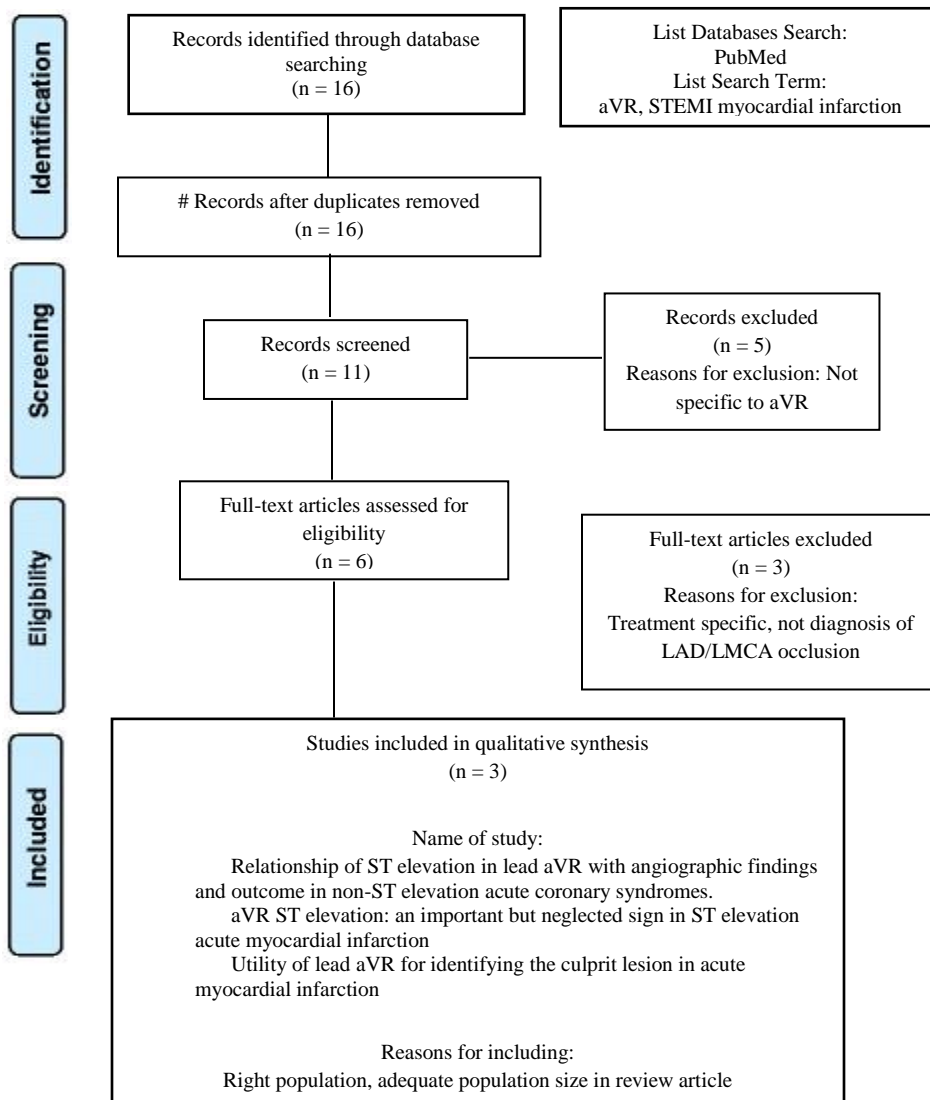 Identification
Records identified through database
searching
(n = 16)
List Databases Search:
PubMed
List Search Term:
aVR, STEMI myocardial infarction
# Records after duplicates removed
(n = 16)
Screening
Records screened
(n = 11)
Records excluded
(n = 5)
Reasons for exclusion: Not
specific to aVR
Eligibility
Full-text articles assessed for
eligibility
(n = 6)
Full-text articles excluded
(n = 3)
Reasons for exclusion:
Treatment specific, not diagnosis of
LAD/LMCA occlusion
Included
Studies included in qualitative synthesis
(n = 3)
Name of study:
Relationship of ST elevation in lead aVR with angiographic findings
and outcome in non-ST elevation acute coronary syndromes.
aVR ST elevation: an important but neglected sign in ST elevation
acute myocardial infarction
Utility of lead aVR for identifying the culprit lesion in acute
myocardial infarction
Reasons for including:
Right population, adequate population size in review article